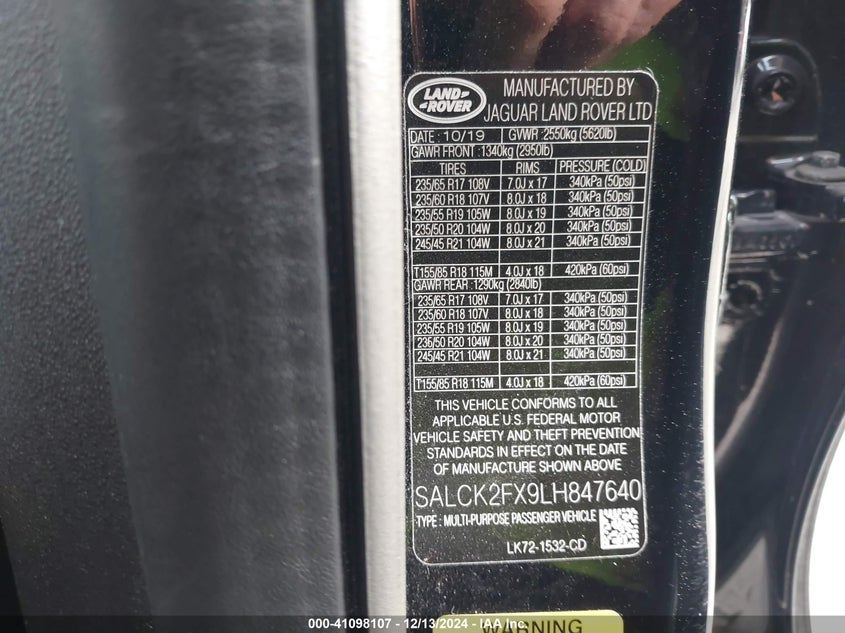 LAND-
-ROVER
MANUFACTURED BY
JAGUAR LAND ROVER LTD
DATE : 10/19 GVWR :2550kg (5620lb)
GAWR FRONT :1340kg (2950lb)
TIRES RIMS PRESSURE (COLD)
235/65 R17 108V 7.0J x 17 340kPa (50psi)
235/60 R18 107V 8.0J x 18 340kPa (50psi)
235/55 R19 105W 8.0J x 19 340kPa (50psi)
235/50 R20 104W 8.0J x 20 340kPa (50psi)
245/45 R21 104W 8.0J x 21 340kPa (50psi)
T155/85 R18 115M 4.0J x 18 420kPa (60psi)
GAWR REAR :1290kg (2840lb)
235/65 R17 108V 7.0J x 17 340kPa (50psi)
235/60 R18 107V 8.0J x 18 340kPa (50psi)
235/55 R19 105W 8.0J x 19 340kPa (50psi)
236/50 R20 104W 8.0J x 20 340kPa (50psi)
245/45 R21 104W 8.0J x 21 340kPa (50psi)
T155/85 R18 115M 4.0J x 18 420kPa (60psi)
THIS VEHICLE CONFORMS TO ALL
APPLICABLE U.S. FEDERAL MOTOR
VEHICLE SAFETY AND THEFT PREVENTION
STANDARDS IN EFFECT ON THE DATE
OF MANUFACTURING SHOWN ABOVE
SALCK2FX9LH847640
TYPE : MULTI-PURPOSE PASSENGER VEHICLE
LK72-1532-CD
WARNING
000-41098107 - 12/13/2024 - IAA Inc.